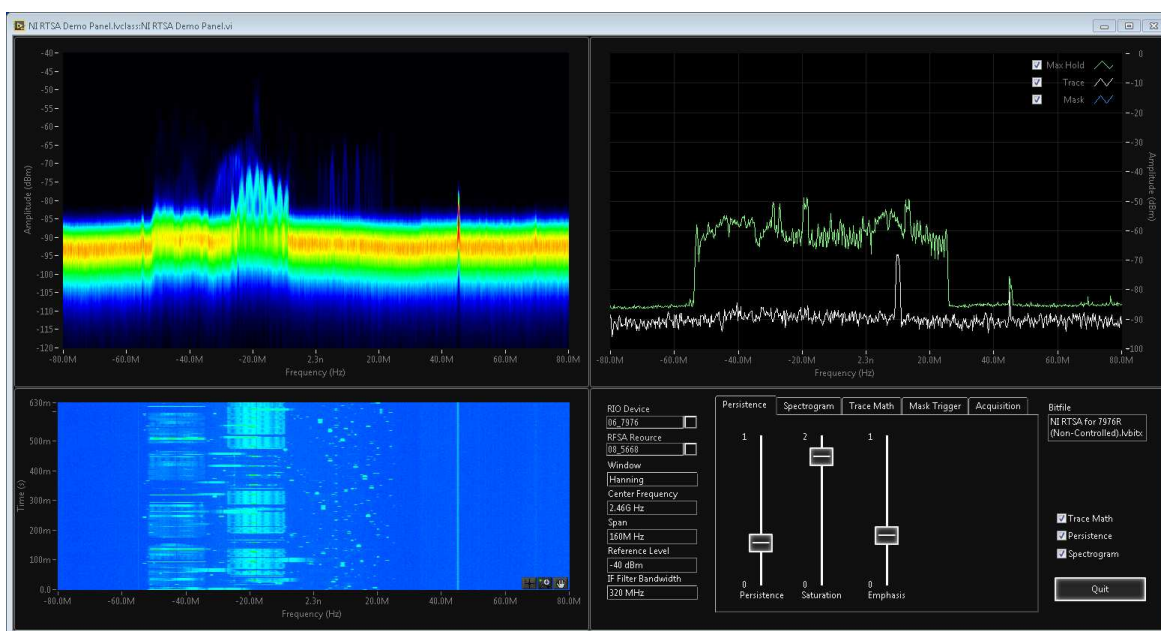 NI RTSA Demo Panel.lvclass:NI RTSA Demo Panel.vi
-40
-45
-50
-55
-60
-65
-70
-75
-80
-85
-90
-95
-100
-105
-110
-115
-120
Amplitude (dBm)
-80.0M -60.0M -40.0M -20.0M 2.3n 20.0M 40.0M 60.0M 80.0M
Frequency (Hz)
Max Hold
Trace
Mask
0
-10
-20
-30
-40
-50
-60
-70
-80
-90
-100
Amplitude (dBm)
-80.0M -60.0M -40.0M -20.0M 2.3n 20.0M 40.0M 60.0M 80.0M
Frequency (Hz)
630m
500m
400m
300m
200m
100m
0.0
Time (s)
-80.0M -60.0M -40.0M -20.0M 2.3n 20.0M 40.0M 60.0M 80.0M
Frequency (Hz)
RIO Device
06_7976
RFSA Reource
08_5668
Window
Hanning
Center Frequency
2.46G Hz
Span
160M Hz
Reference Level
-40 dBm
IF Filter Bandwidth
320 MHz
Persistence Spectrogram Trace Math Mask Trigger Acquisition
1 2 1
0 0 0
Persistence Saturation Emphasis
Bitfile
NI RTSA for 7976R
(Non-Controlled).lvbitx
Trace Math
Persistence
Spectrogram
Quit